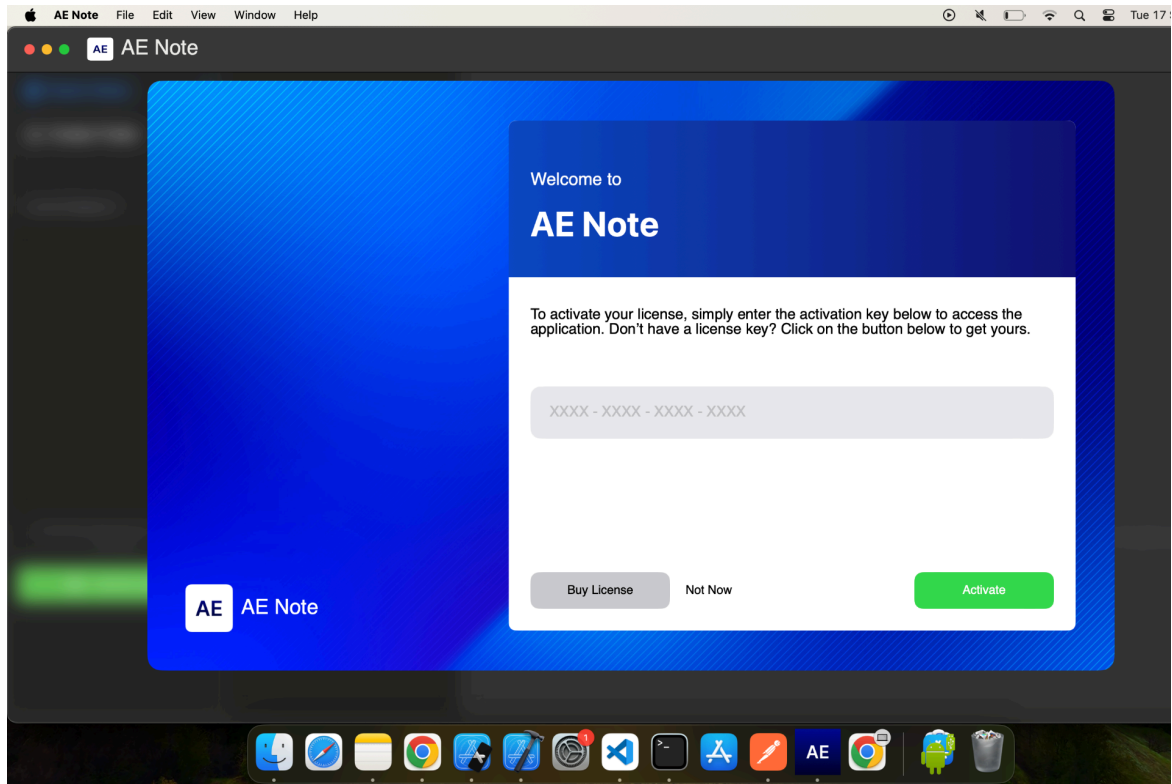 AE Note File Edit View Window Help
Tue 17
AE AE Note
Welcome to
AE Note
To activate your license, simply enter the activation key below to access the
application. Don't have a license key? Click on the button below to get yours.
XXXX - XXXX - XXXX - XXXX
Buy License Not Now Activate
AE AE Note
1
>_
AE